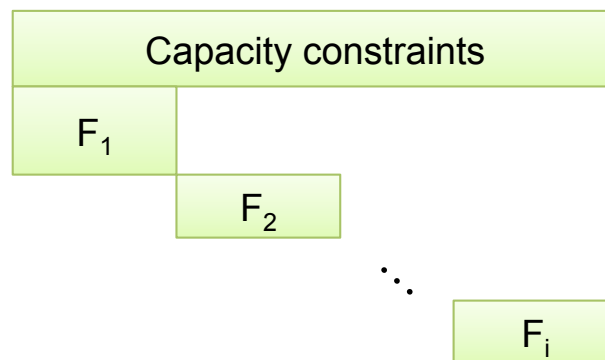 Capacity constraints
F₁
F₂
⋱
Fᵢ